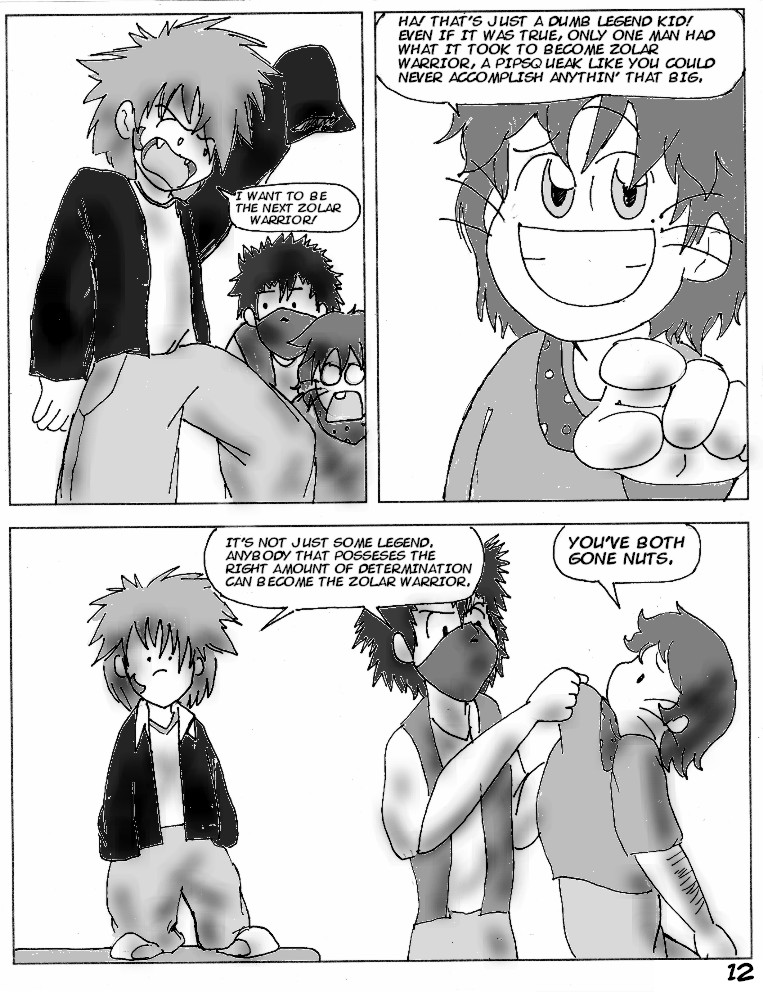 I WANT TO BE
THE NEXT ZOLAR
WARRIOR!
HA! THAT'S JUST A DUMB LEGEND KID!
EVEN IF IT WAS TRUE, ONLY ONE MAN HAD
WHAT IT TOOK TO BECOME ZOLAR
WARRIOR, A PIPSQUEAK LIKE YOU COULD
NEVER ACCOMPLISH ANYTHIN' THAT BIG.
IT'S NOT JUST SOME LEGEND.
ANYBODY THAT POSSESES THE
RIGHT AMOUNT OF DETERMINATION
CAN BECOME THE ZOLAR WARRIOR.
YOU'VE BOTH
GONE NUTS.
12